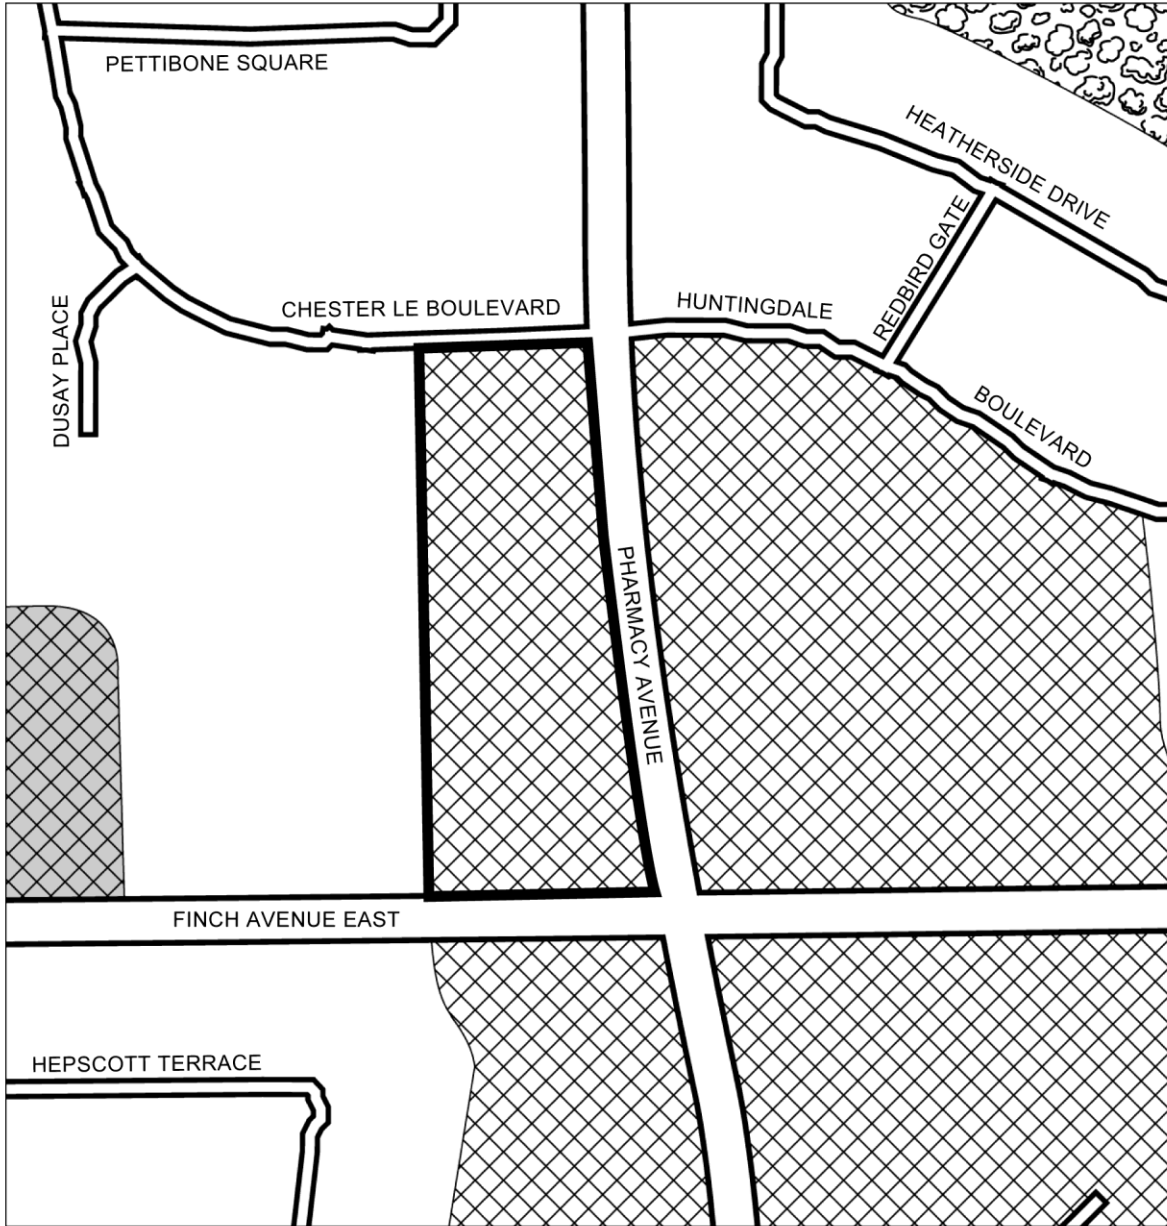 PETTIBONE SQUARE
HEATHERSIDE DRIVE
REDBIRD GATE
CHESTER LE BOULEVARD
HUNTINGDALE
BOULEVARD
DUSAY PLACE
PHARMACY AVENUE
FINCH AVENUE EAST
HEPSCOTT TERRACE